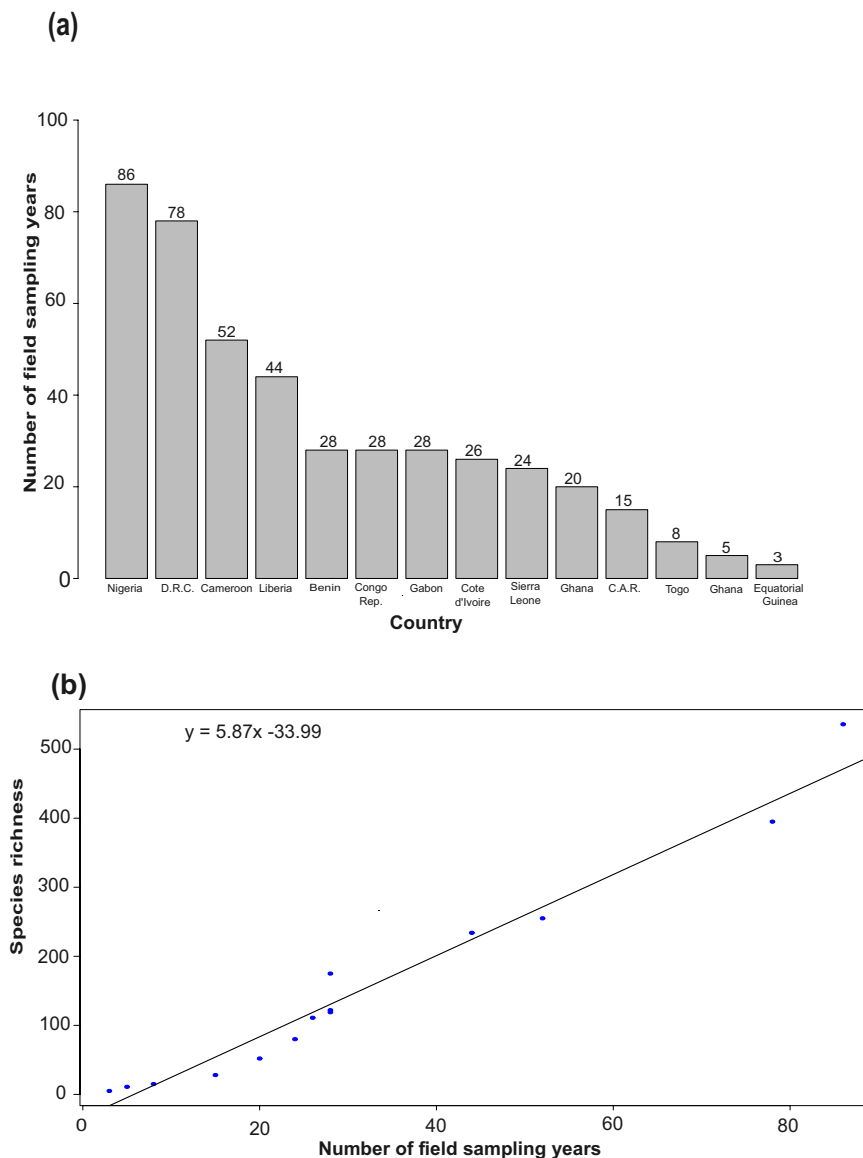 (a)
Number of field sampling years
100
80
60
40
20
0
86
78
52
44
28
28
28
26
24
20
15
8
5
3
Nigeria
D.R.C.
Cameroon
Liberia
Benin
Congo
Rep.
Gabon
Cote
d'Ivoire
Sierra
Leone
Ghana
C.A.R.
Togo
Ghana
Equatorial
Guinea
Country
(b)
y = 5.87x -33.99
Species richness
500
400
300
200
100
0
0
20
40
60
80
Number of field sampling years